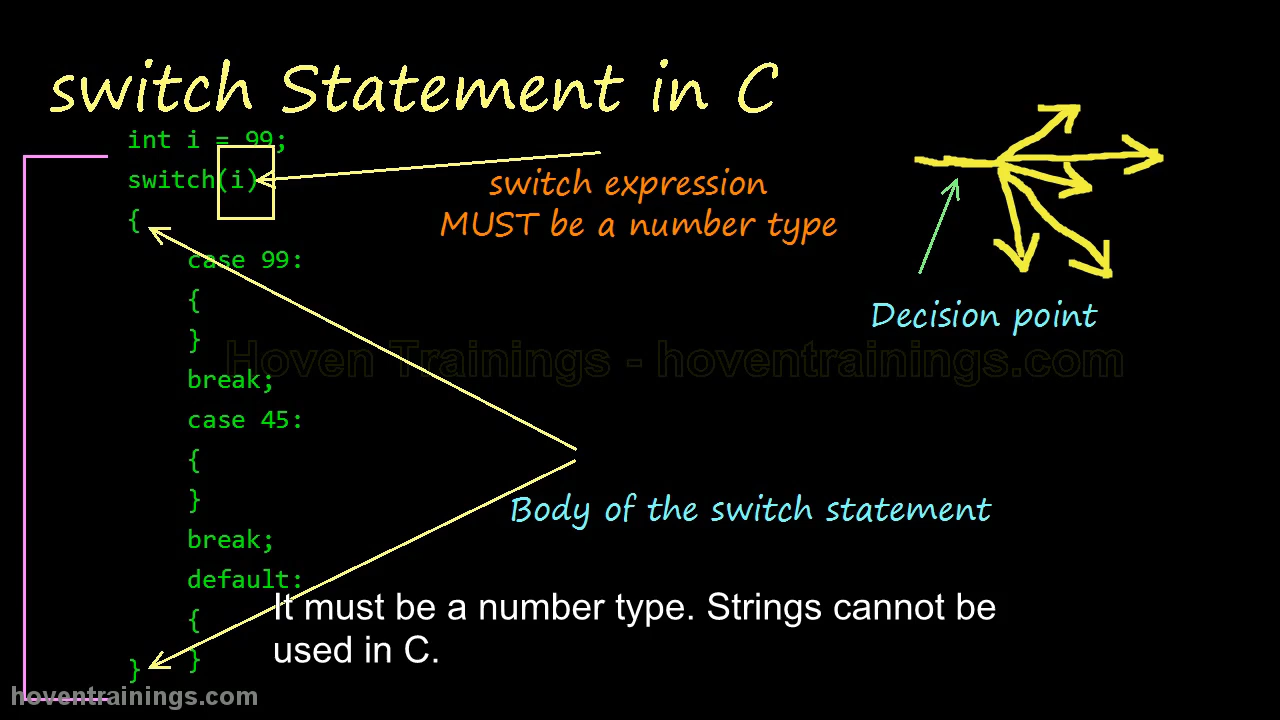 switch Statement in C
int i = 99;
switch(i)
{
case 99:
{
}
break;
case 45:
{
}
break;
default:
{
}
}
switch expression
MUST be a number type
Decision point
Hoven Trainings - hoventrainings.com
Body of the switch statement
It must be a number type. Strings cannot be
used in C.
hoventrainings.com